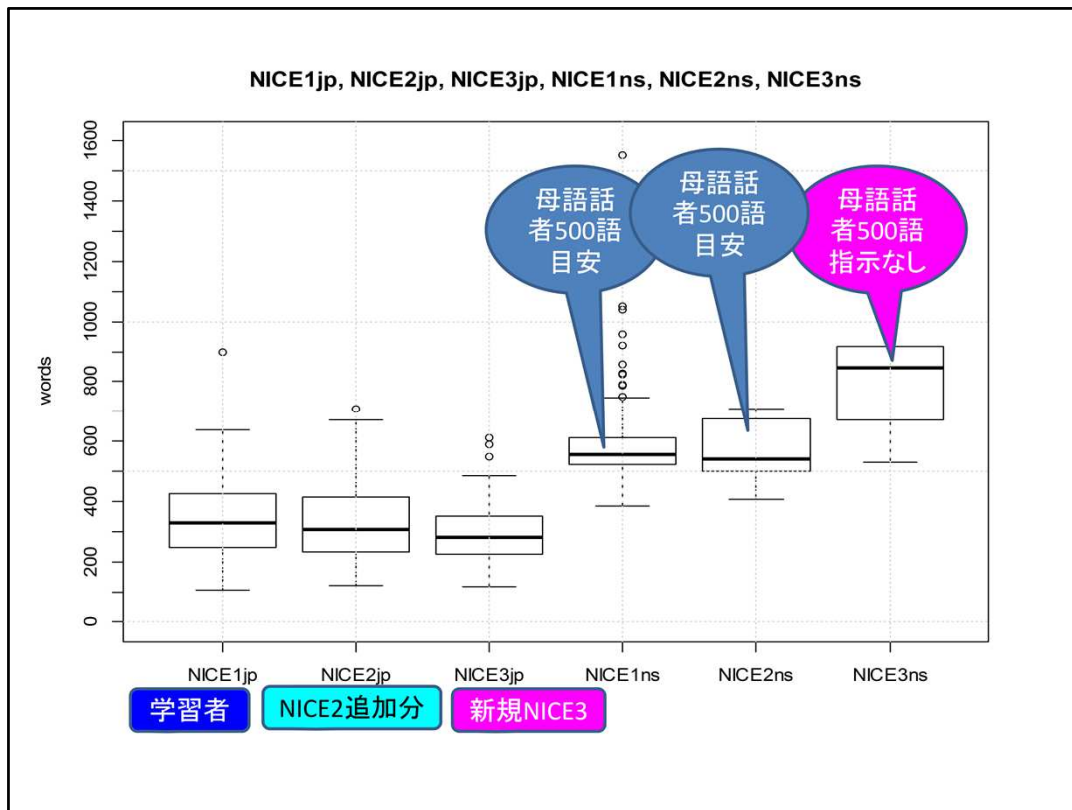 NICE1jp, NICE2jp, NICE3jp, NICE1ns, NICE2ns, NICE3ns
words
1600
1400
1200
1000
800
600
400
200
0
母語話
者500語
目安
母語話
者500語
目安
母語話
者500語
指示なし
NICE1jp
NICE2jp
NICE3jp
NICE1ns
NICE2ns
NICE3ns
学習者
NICE2追加分
新規NICE3